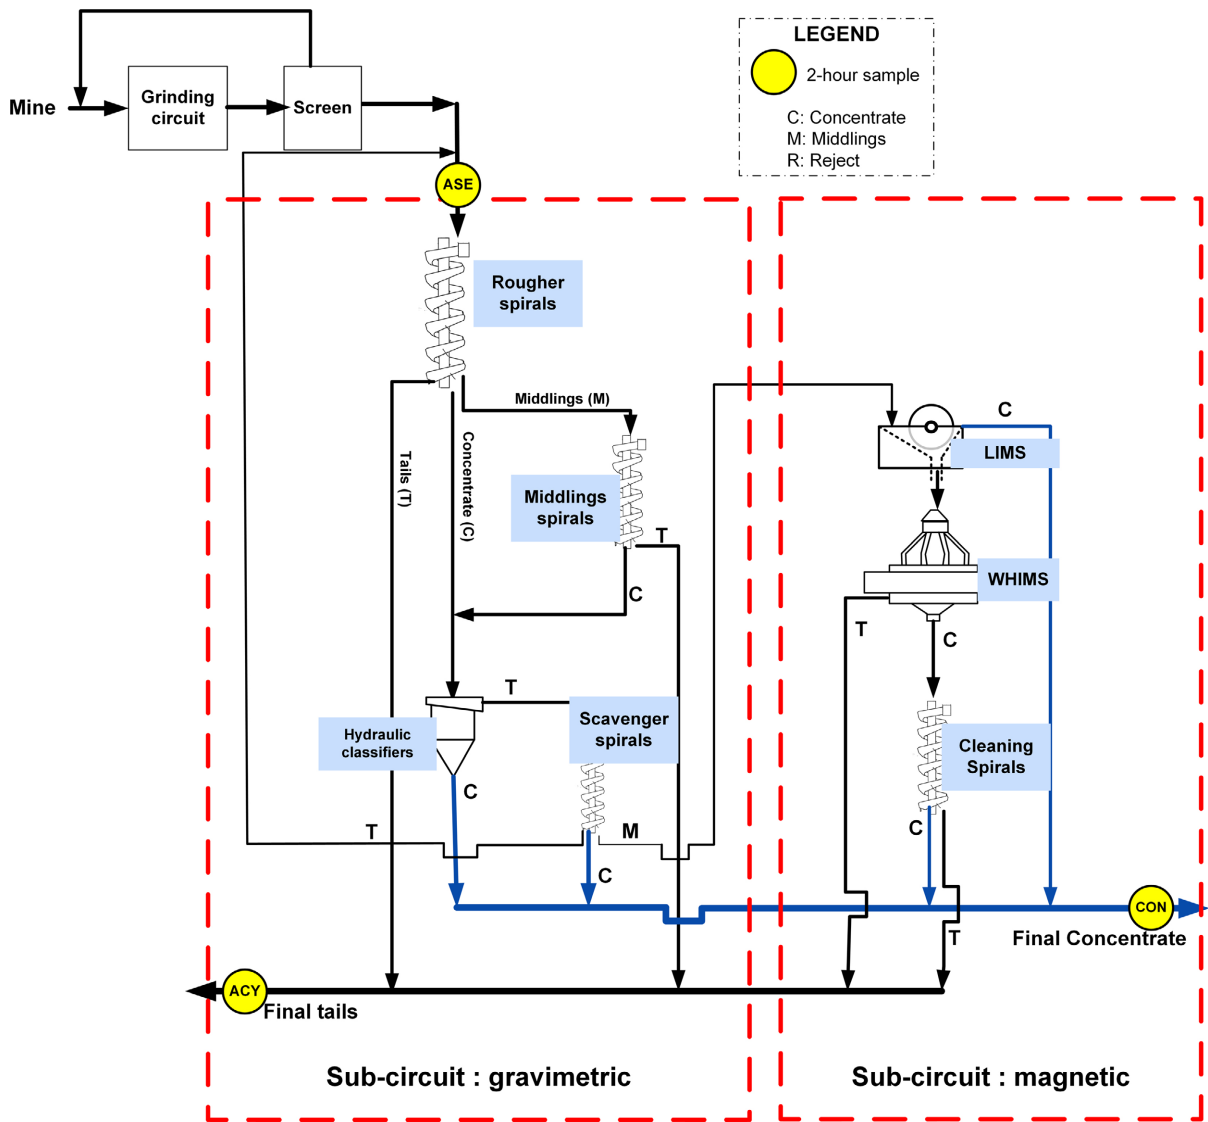 LEGEND
2-hour sample
C: Concentrate
M: Middlings
R: Reject
Mine
Grinding
circuit
Screen
ASE
Rougher
spirals
Middlings (M)
Tails (T)
Concentrate (C)
Middlings
spirals
T
C
C
LIMS
WHIMS
T
C
T
Hydraulic
classifiers
Scavenger
spirals
Cleaning
Spirals
C
T
M
C
C
T
CON
Final Concentrate
ACY
Final tails
Sub-circuit : gravimetric
Sub-circuit : magnetic